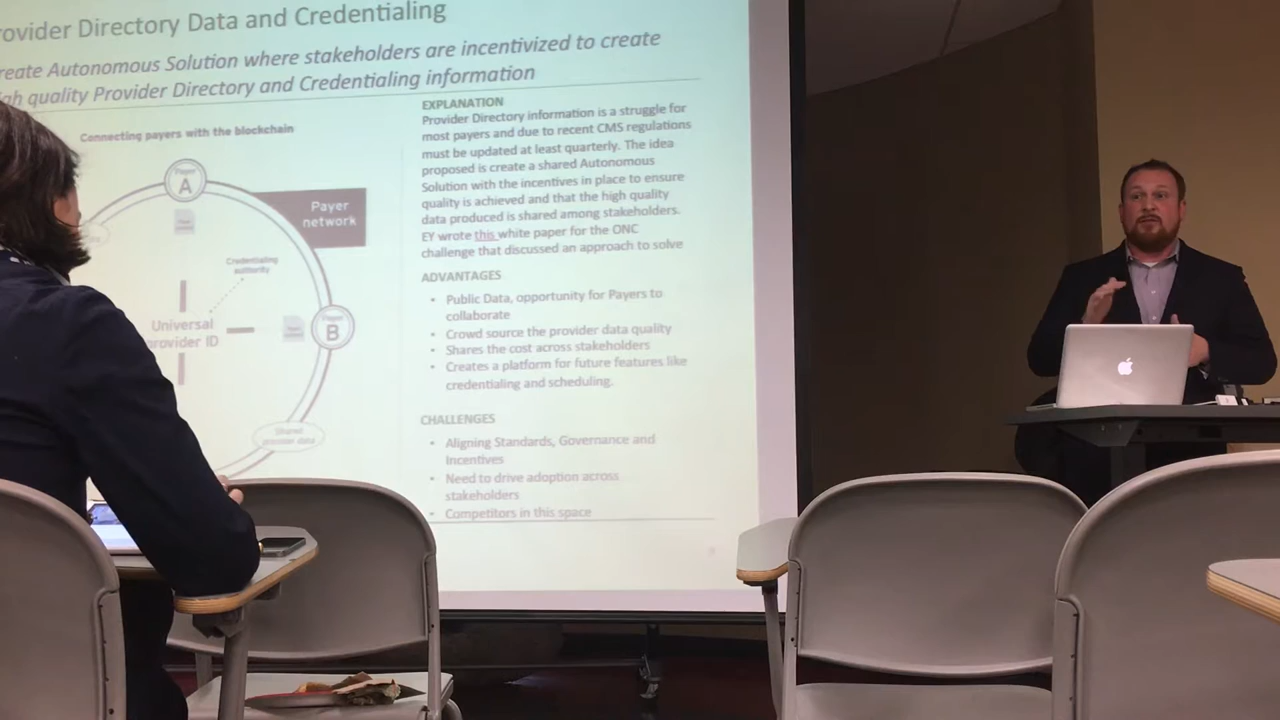 rovider Directory Data and Credentialing
reate Autonomous Solution where stakeholders are incentivized to create
gh quality Provider Directory and Credentialing information
Connecting payers with the blockchain
Payer
A
Payer
network
Credentialing
authority
Universal
rovider ID
Payer
B
Shared
provider data
EXPLANATION
Provider Directory information is a struggle for
most payers and due to recent CMS regulations
must be updated at least quarterly. The idea
proposed is create a shared Autonomous
Solution with the incentives in place to ensure
quality is achieved and that the high quality
data produced is shared among stakeholders.
EY wrote this white paper for the ONC
challenge that discussed an approach to solve
ADVANTAGES
• Public Data, opportunity for Payers to
collaborate
• Crowd source the provider data quality
• Shares the cost across stakeholders
• Creates a platform for future features like
credentialing and scheduling.
CHALLENGES
• Aligning Standards, Governance and
Incentives
• Need to drive adoption across
stakeholders
• Competitors in this space